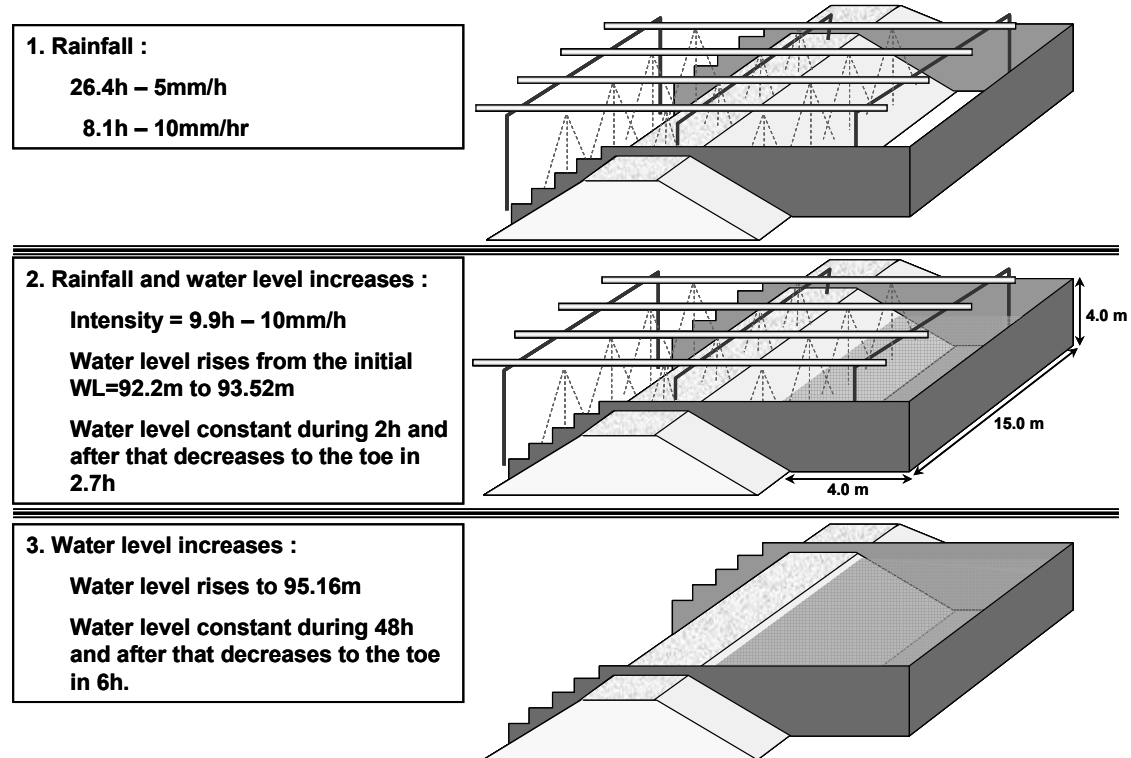 1. Rainfall :
26.4h – 5mm/h
8.1h – 10mm/hr
2. Rainfall and water level increases :
Intensity = 9.9h – 10mm/h
Water level rises from the initial
WL=92.2m to 93.52m
Water level constant during 2h and
after that decreases to the toe in
2.7h
4.0 m
15.0 m
4.0 m
3. Water level increases :
Water level rises to 95.16m
Water level constant during 48h
and after that decreases to the toe
in 6h.